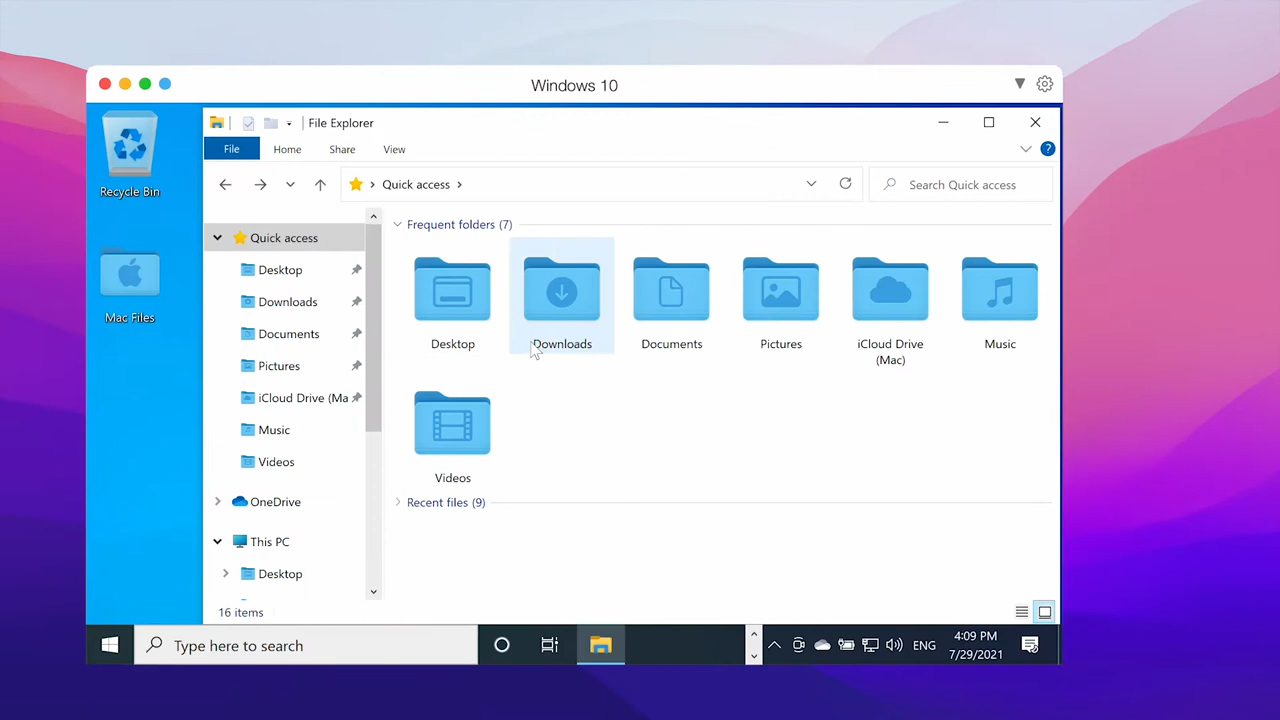 Windows 10
Recycle Bin
Mac Files
File Explorer
File
Home
Share
View
?
Quick access
Search Quick access
Quick access
Desktop
Downloads
Documents
Pictures
iCloud Drive (Ma
Music
Videos
OneDrive
This PC
Desktop
Frequent folders (7)
Desktop
Downloads
Documents
Pictures
iCloud Drive
(Mac)
Music
Videos
Recent files (9)
16 items
Type here to search
ENG
4:09 PM
7/29/2021